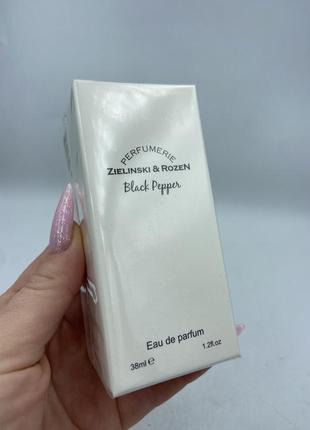 PERFUMERIE
ZIELINSKI & ROZEN
Black Pepper
Eau de parfum
38ml ℮ 1.2fl.oz